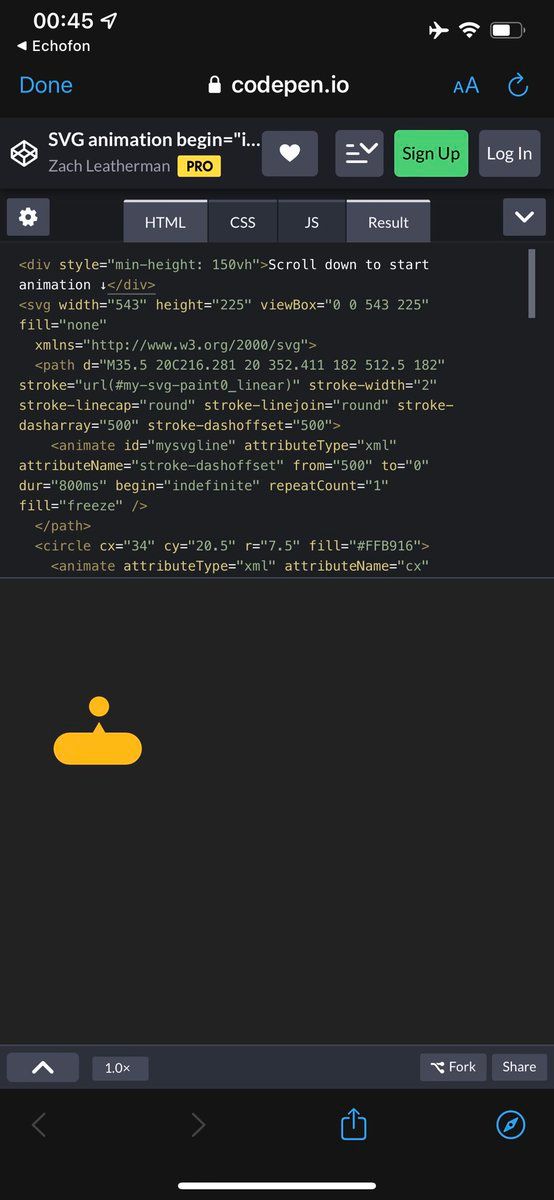 00:45
◀ Echofon
Done
codepen.io
AA
SVG animation begin="i...
Zach Leatherman PRO
Sign Up
Log In
HTML
CSS
JS
Result
<div style="min-height: 150vh">Scroll down to start
animation ↓</div>
<svg width="543" height="225" viewBox="0 0 543 225"
fill="none"
xmlns="http://www.w3.org/2000/svg">
<path d="M35.5 20C216.281 20 352.411 182 512.5 182"
stroke="url(#my-svg-paint0_linear)" stroke-width="2"
stroke-linecap="round" stroke-linejoin="round" stroke-
dasharray="500" stroke-dashoffset="500">
<animate id="mysvgline" attributeType="xml"
attributeName="stroke-dashoffset" from="500" to="0"
dur="800ms" begin="indefinite" repeatCount="1"
fill="freeze" />
</path>
<circle cx="34" cy="20.5" r="7.5" fill="#FFB916">
<animate attributeType="xml" attributeName="cx"
1.0×
Fork
Share